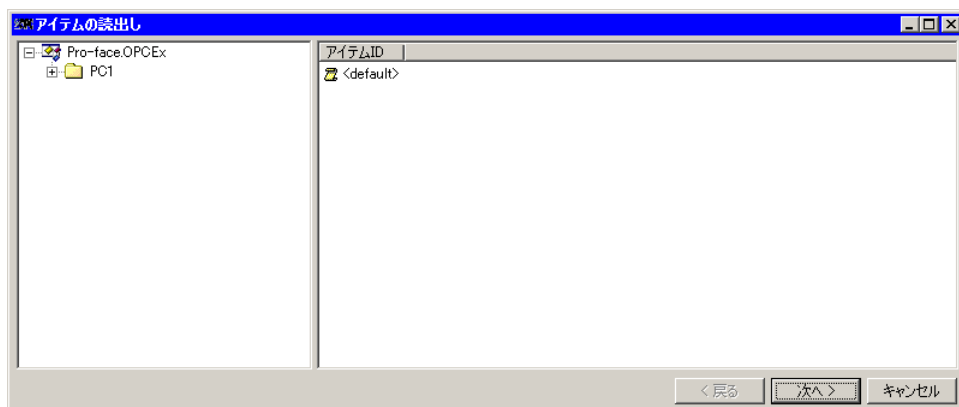 アイテムの読出し
Pro-face.OPCEx
PC1
アイテムID
<default>
< 戻る
次へ >
キャンセル